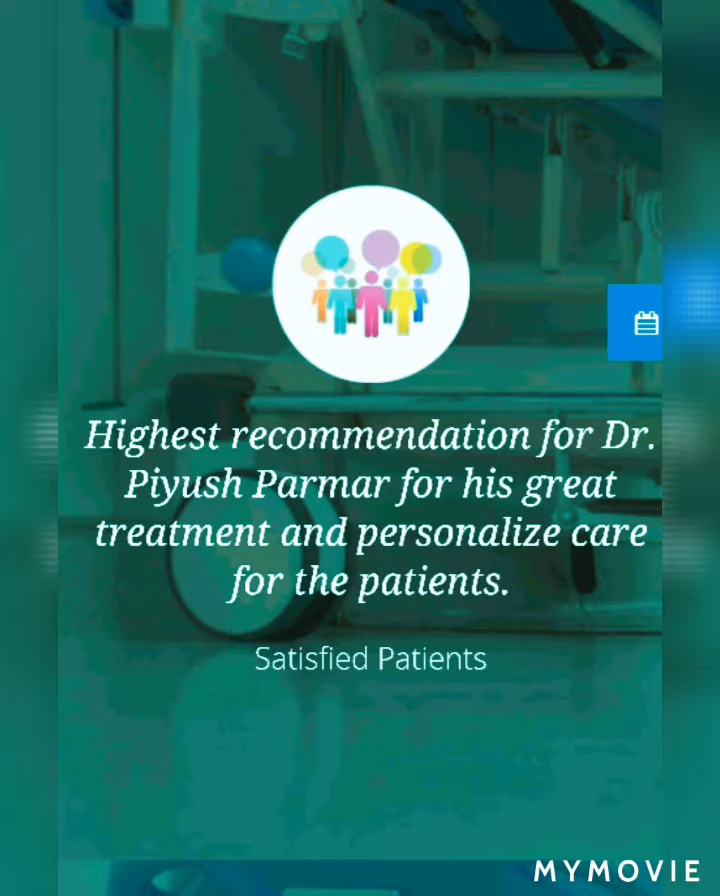 Highest recommendation for Dr.
Piyush Parmar for his great
treatment and personalize care
for the patients.
Satisfied Patients
MYMOVIE